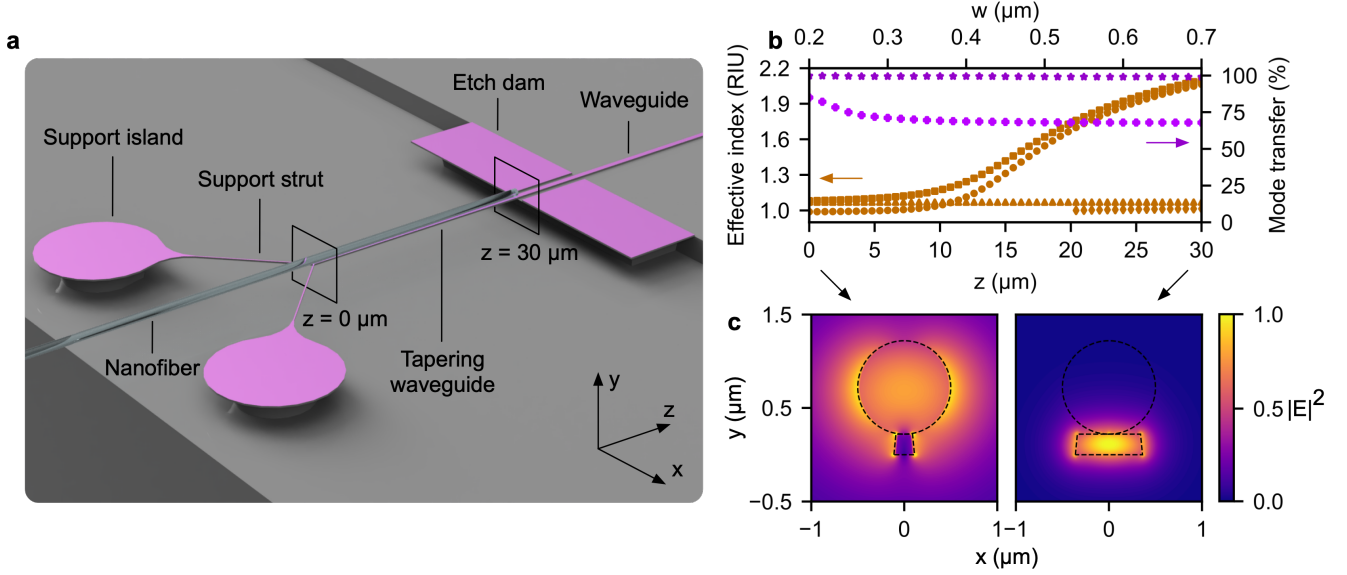 a
Support island
Support strut
Etch dam
Waveguide
z = 30 µm
z = 0 µm
Nanofiber
Tapering
waveguide
y
z
x
b
w (µm)
0.2 0.3 0.4 0.5 0.6 0.7
Effective index (RIU)
2.2
1.9
1.6
1.3
1.0
Mode transfer (%)
100
75
50
25
0
0 5 10 15 20 25 30
z (µm)
c
y (µm)
1.5
0.5
−0.5
−1 0 1
−1 0 1
x (µm)
1.0
0.5
0.0
|E|²